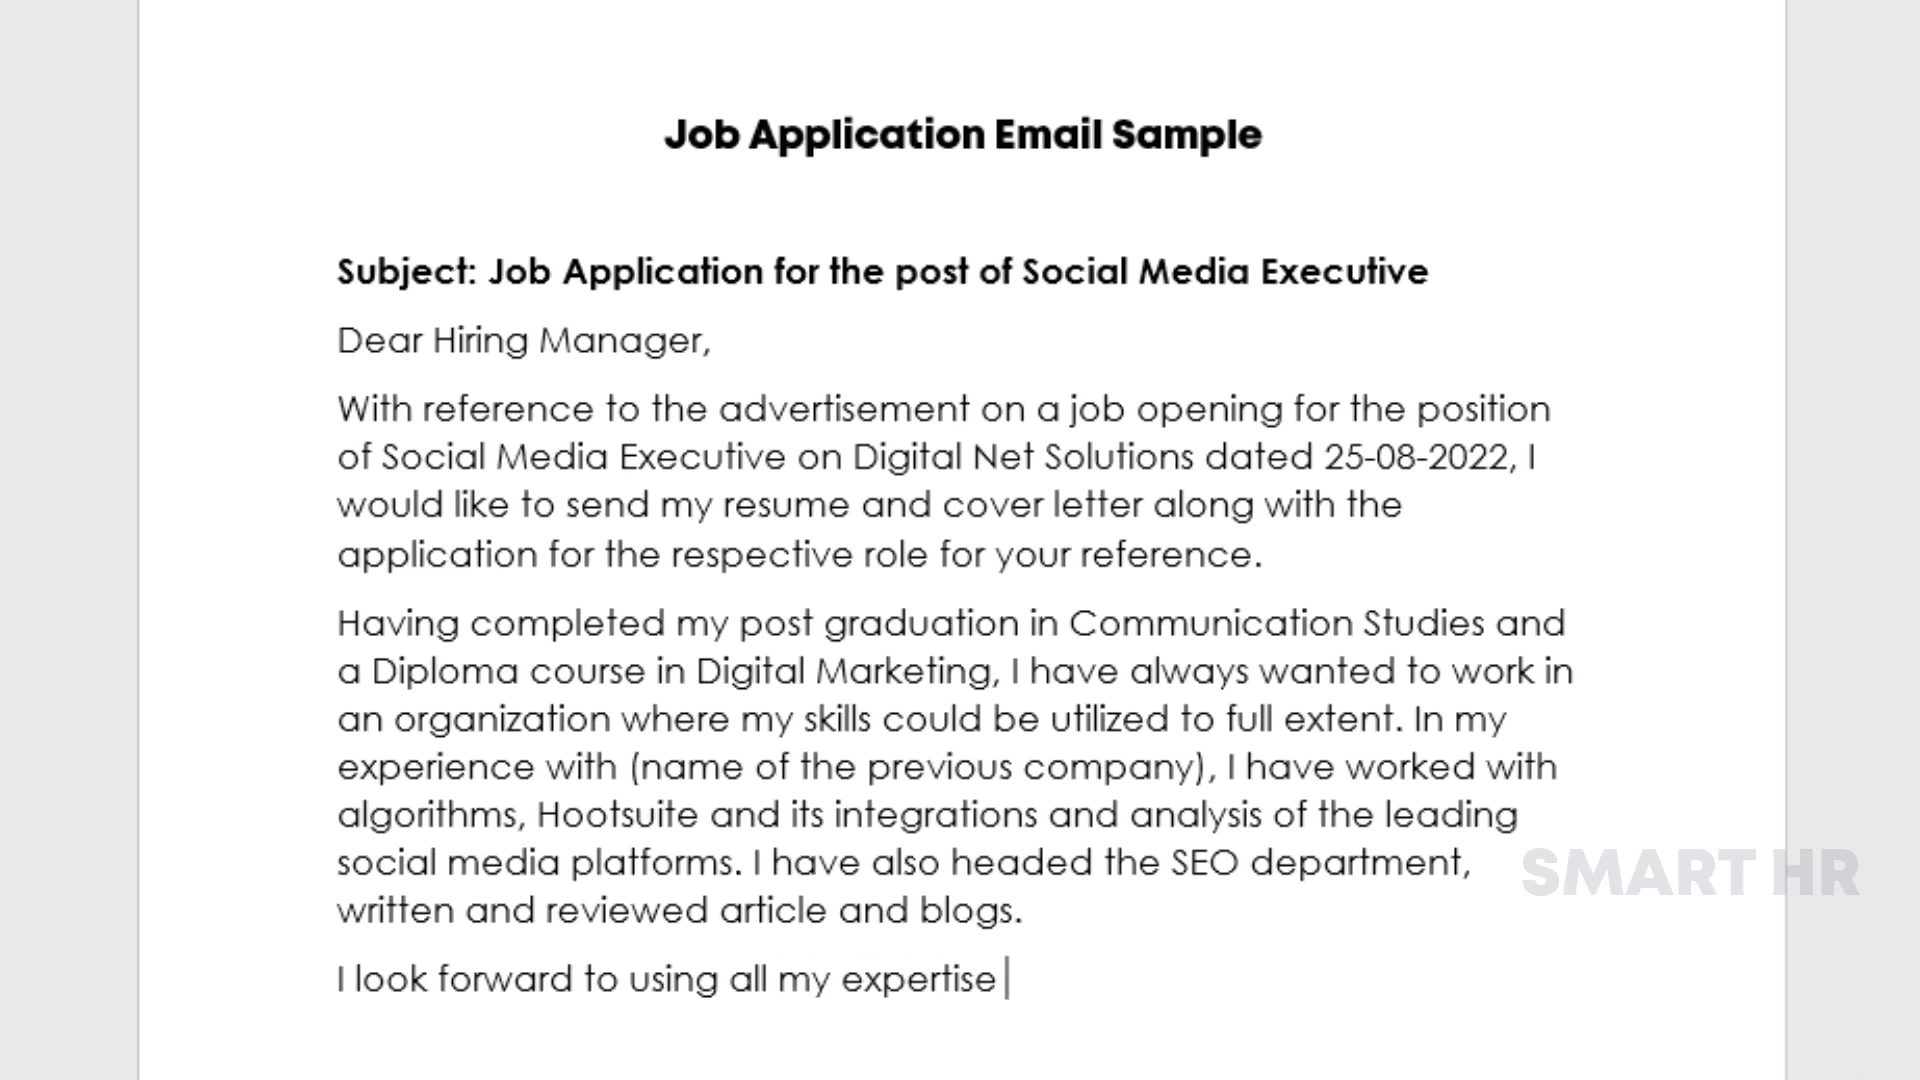 Job Application Email Sample
Subject: Job Application for the post of Social Media Executive
Dear Hiring Manager,
With reference to the advertisement on a job opening for the position
of Social Media Executive on Digital Net Solutions dated 25-08-2022, I
would like to send my resume and cover letter along with the
application for the respective role for your reference.
Having completed my post graduation in Communication Studies and
a Diploma course in Digital Marketing, I have always wanted to work in
an organization where my skills could be utilized to full extent. In my
experience with (name of the previous company), I have worked with
algorithms, Hootsuite and its integrations and analysis of the leading
social media platforms. I have also headed the SEO department,
written and reviewed article and blogs.
SMART HR
I look forward to using all my expertise